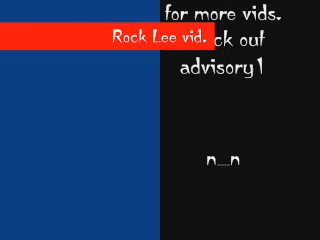 for more vids.
Rock Lee vid.
ck out
advisory1
n_n